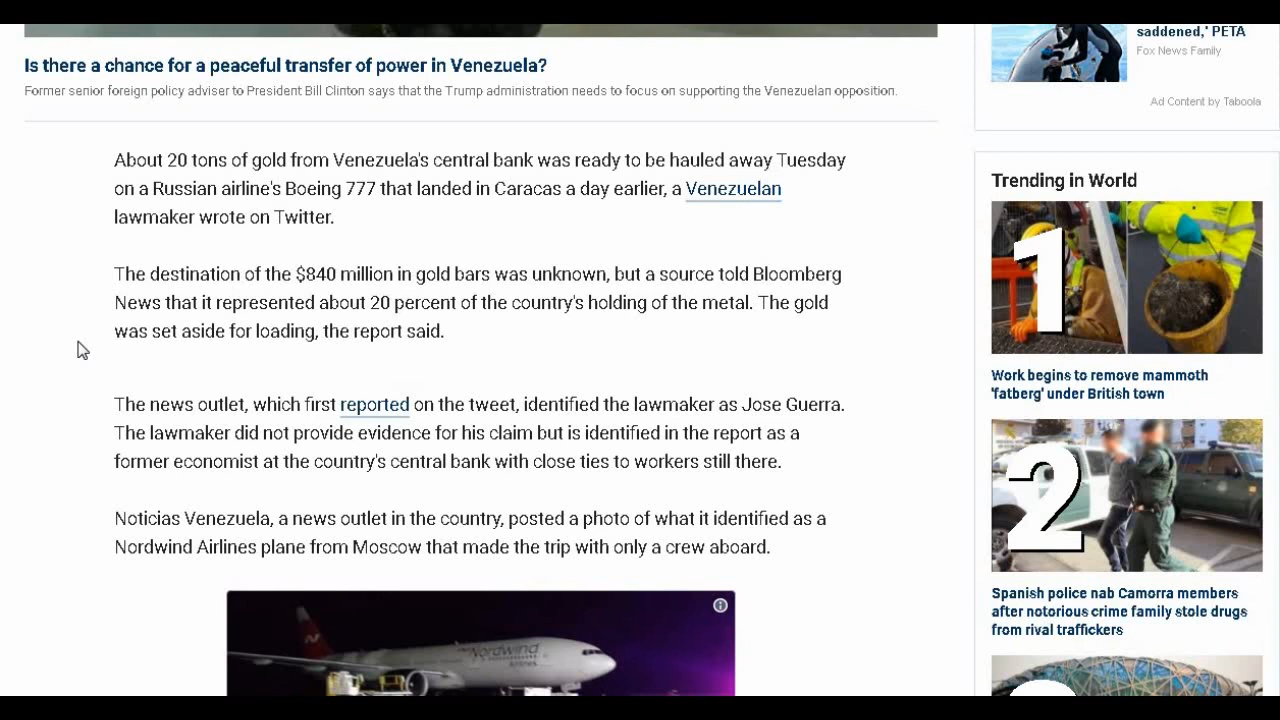 Is there a chance for a peaceful transfer of power in Venezuela?
Former senior foreign policy adviser to President Bill Clinton says that the Trump administration needs to focus on supporting the Venezuelan opposition.
About 20 tons of gold from Venezuela's central bank was ready to be hauled away Tuesday
on a Russian airline's Boeing 777 that landed in Caracas a day earlier, a Venezuelan
lawmaker wrote on Twitter.
The destination of the $840 million in gold bars was unknown, but a source told Bloomberg
News that it represented about 20 percent of the country's holding of the metal. The gold
was set aside for loading, the report said.
The news outlet, which first reported on the tweet, identified the lawmaker as Jose Guerra.
The lawmaker did not provide evidence for his claim but is identified in the report as a
former economist at the country's central bank with close ties to workers still there.
Noticias Venezuela, a news outlet in the country, posted a photo of what it identified as a
Nordwind Airlines plane from Moscow that made the trip with only a crew aboard.
Nordwind
Airlines
saddened,' PETA
Fox News Family
Ad Content by Taboola
Trending in World
1
Work begins to remove mammoth
'fatberg' under British town
2
Spanish police nab Camorra members
after notorious crime family stole drugs
from rival traffickers